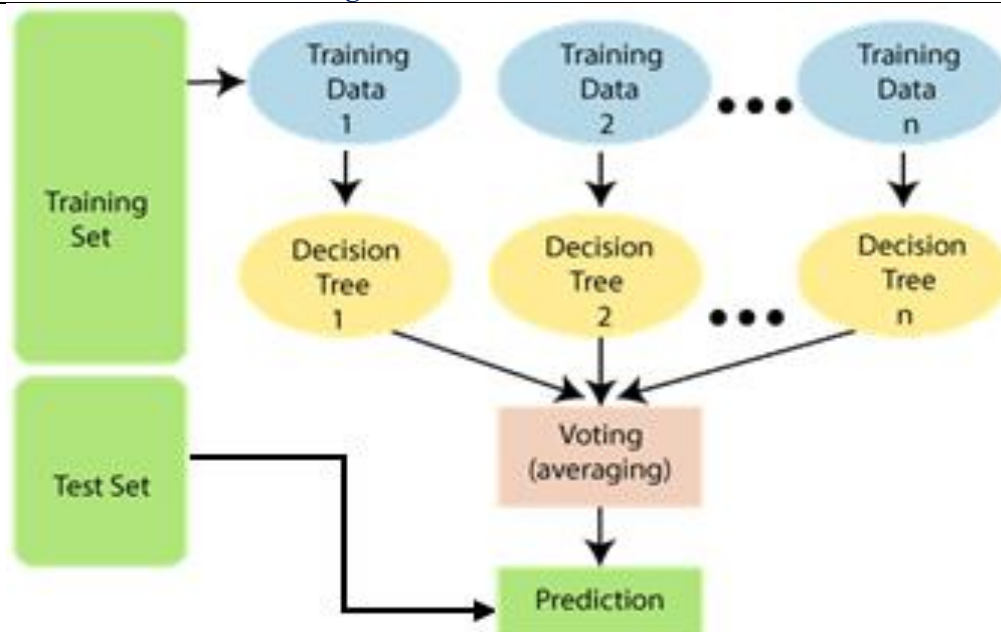 Training
Data
1
Training
Data
2
Training
Data
n
Training
Set
Decision
Tree
1
Decision
Tree
2
Decision
Tree
n
Voting
(averaging)
Test Set
Prediction